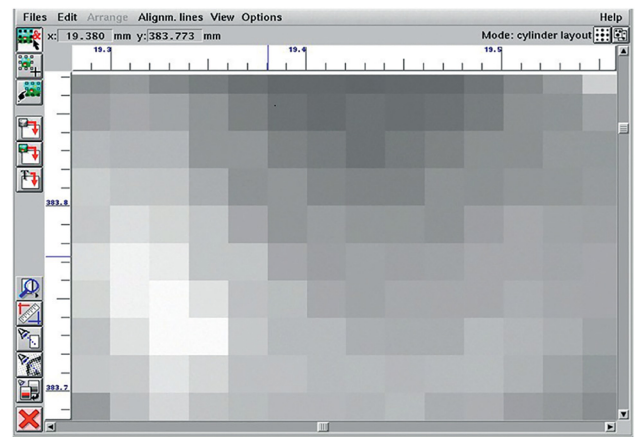 Files Edit Arrange Alignm. lines View Options Help
x: 19.380 mm y: 383.773 mm Mode: cylinder layout
19.3 19.4 19.5
383.8
383.7